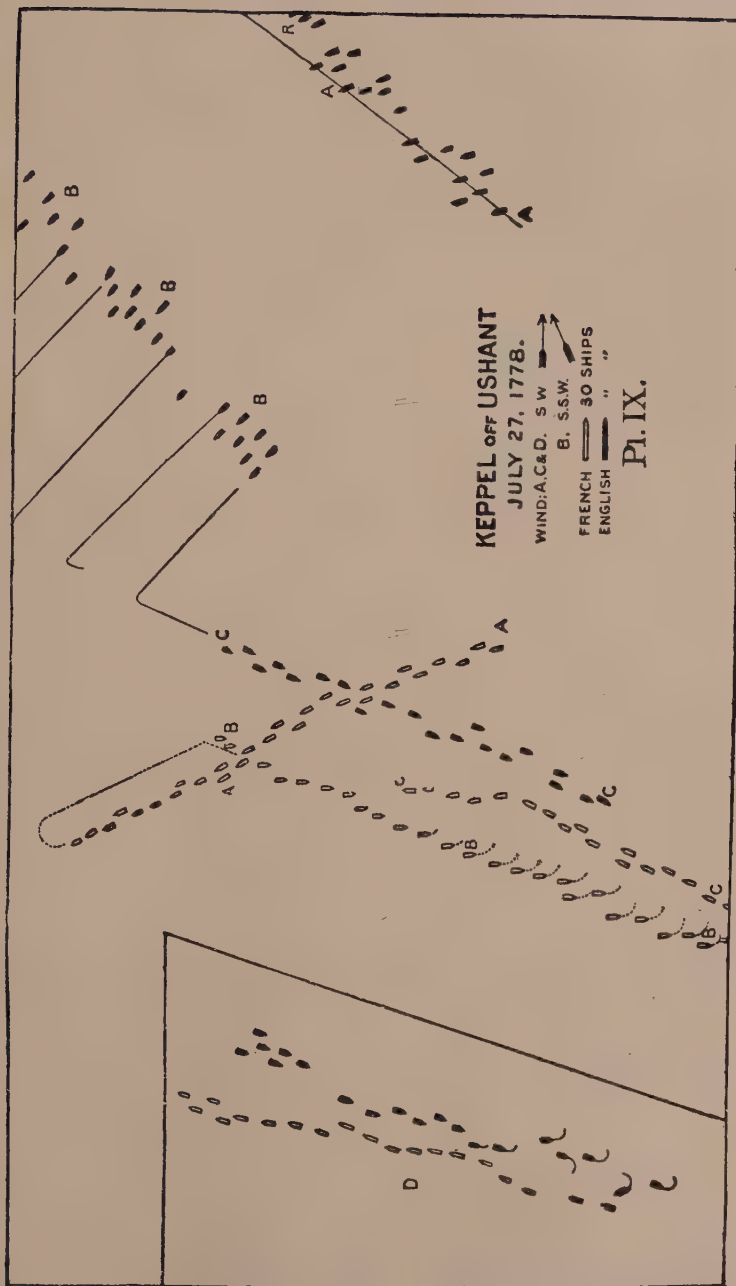 KEPPEL OFF USHANT
JULY 27, 1778.
WIND; A.C&D. S W
B. S.S.W.
FRENCH 30 SHIPS
ENGLISH " " "
Pl. IX.
R
A
A
B
B
B
C
A
B
A
C
C
C
B
C
B
D